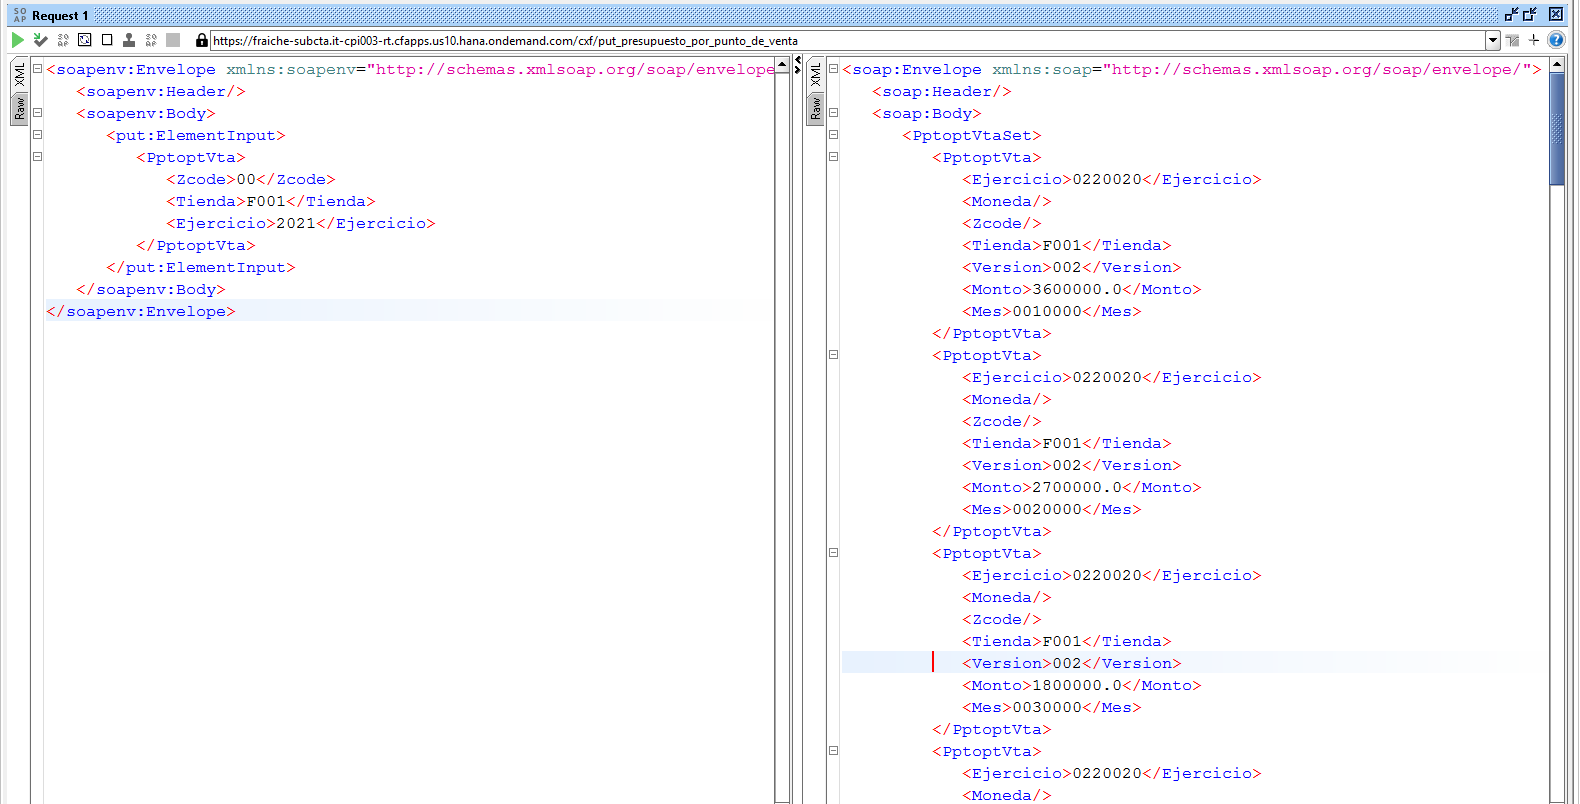 SO
AP
Request 1
SO
AP
SO
AP
https://fraiche-subcta.it-cpi003-rt.cfapps.us10.hana.ondemand.com/cxf/put_presupuesto_por_punto_de_venta
XML
Raw
<soapenv:Envelope xmlns:soapenv="http://schemas.xmlsoap.org/soap/envelope
<soapenv:Header/>
<soapenv:Body>
<put:ElementInput>
<PptoptVta>
<Zcode>00</Zcode>
<Tienda>F001</Tienda>
<Ejercicio>2021</Ejercicio>
</PptoptVta>
</put:ElementInput>
</soapenv:Body>
</soapenv:Envelope>
XML
Raw
<soap:Envelope xmlns:soap="http://schemas.xmlsoap.org/soap/envelope/">
<soap:Header/>
<soap:Body>
<PptoptVtaSet>
<PptoptVta>
<Ejercicio>0220020</Ejercicio>
<Moneda/>
<Zcode/>
<Tienda>F001</Tienda>
<Version>002</Version>
<Monto>3600000.0</Monto>
<Mes>0010000</Mes>
</PptoptVta>
<PptoptVta>
<Ejercicio>0220020</Ejercicio>
<Moneda/>
<Zcode/>
<Tienda>F001</Tienda>
<Version>002</Version>
<Monto>2700000.0</Monto>
<Mes>0020000</Mes>
</PptoptVta>
<PptoptVta>
<Ejercicio>0220020</Ejercicio>
<Moneda/>
<Zcode/>
<Tienda>F001</Tienda>
<Version>002</Version>
<Monto>1800000.0</Monto>
<Mes>0030000</Mes>
</PptoptVta>
<PptoptVta>
<Ejercicio>0220020</Ejercicio>
<Moneda/>